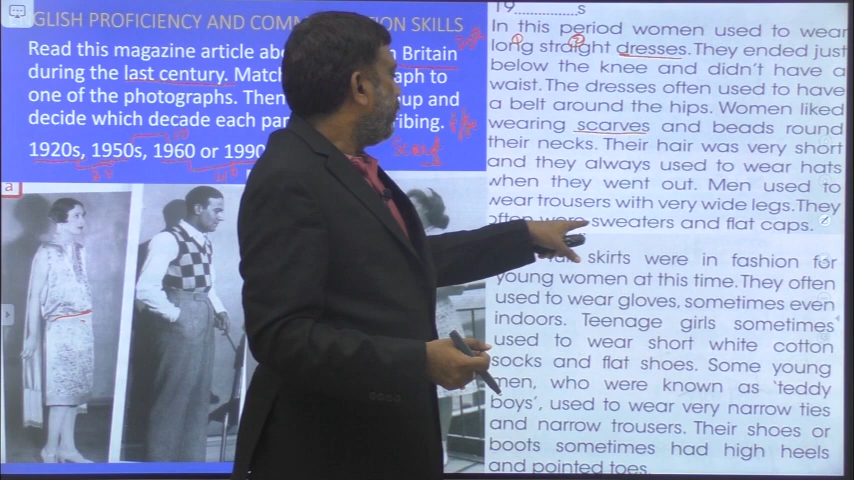 ENGLISH PROFICIENCY AND COMM TION SKILLS
Read this magazine article abo n Britain
during the last century. Match aph to
one of the photographs. Then up and
decide which decade each par ribing.
1920s, 1950s, 1960 or 1990
scarf
a
19..............s
In this period women used to wear
1 2
long straight dresses. They ended just
below the knee and didn't have a
waist. The dresses often used to have
a belt around the hips. Women liked
wearing scarves and beads round
their necks. Their hair was very short
and they always used to wear hats
when they went out. Men used to
wear trousers with very wide legs. They
often were sweaters and flat caps.
skirts were in fashion for
young women at this time. They often
used to wear gloves, sometimes even
indoors. Teenage girls sometimes
used to wear short white cotton
socks and flat shoes. Some young
men, who were known as 'teddy
boys', used to wear very narrow ties
and narrow trousers. Their shoes or
boots sometimes had high heels
and pointed toes.